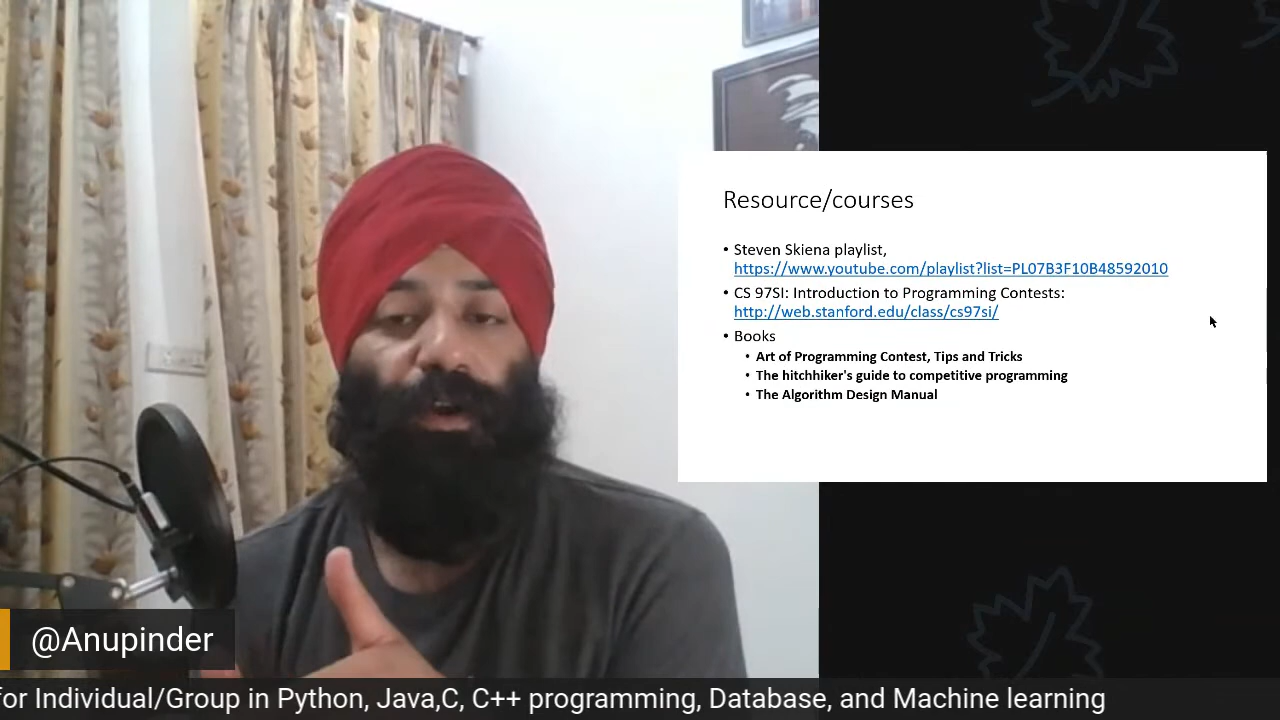 Resource/courses
• Steven Skiena playlist,
https://www.youtube.com/playlist?list=PL07B3F10B48592010
• CS 97SI: Introduction to Programming Contests:
http://web.stanford.edu/class/cs97si/
• Books
• Art of Programming Contest, Tips and Tricks
• The hitchhiker's guide to competitive programming
• The Algorithm Design Manual
@Anupinder
for Individual/Group in Python, Java,C, C++ programming, Database, and Machine learning